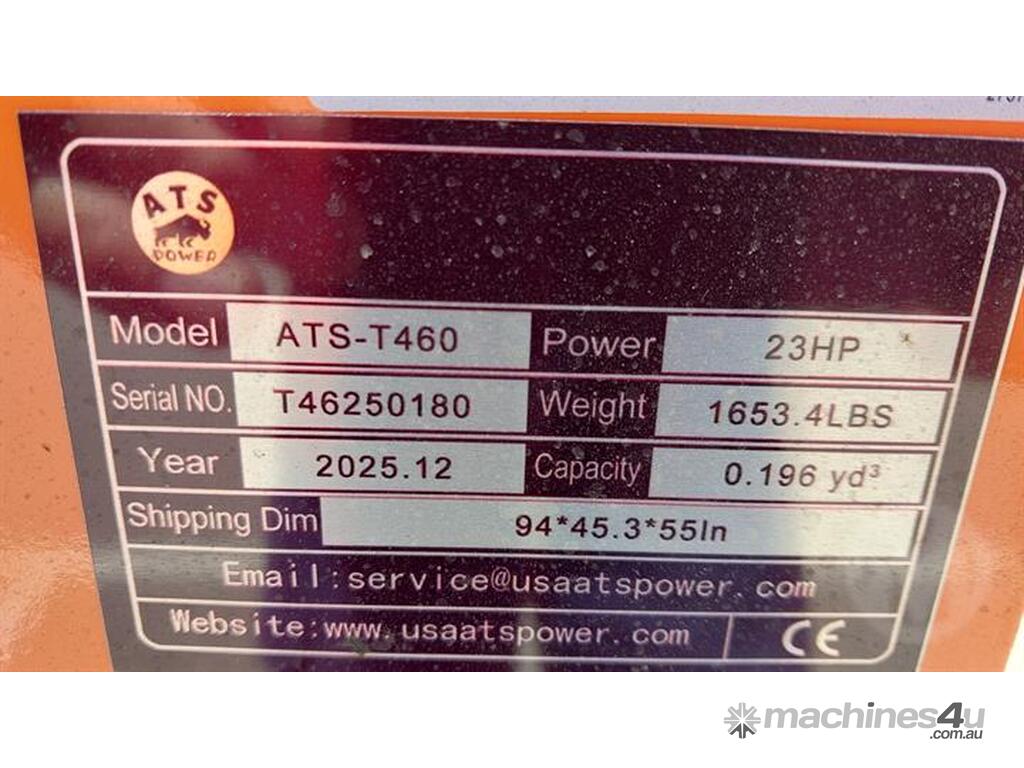 ATS
POWER
Model ATS-T460 Power 23HP
Serial NO. T46250180 Weight 1653.4LBS
Year 2025.12 Capacity 0.196 yd³
Shipping Dim 94*45.3*55In
Email:service@usaatspower.com
Website:www.usaatspower.com CE
machines4u
.com.au